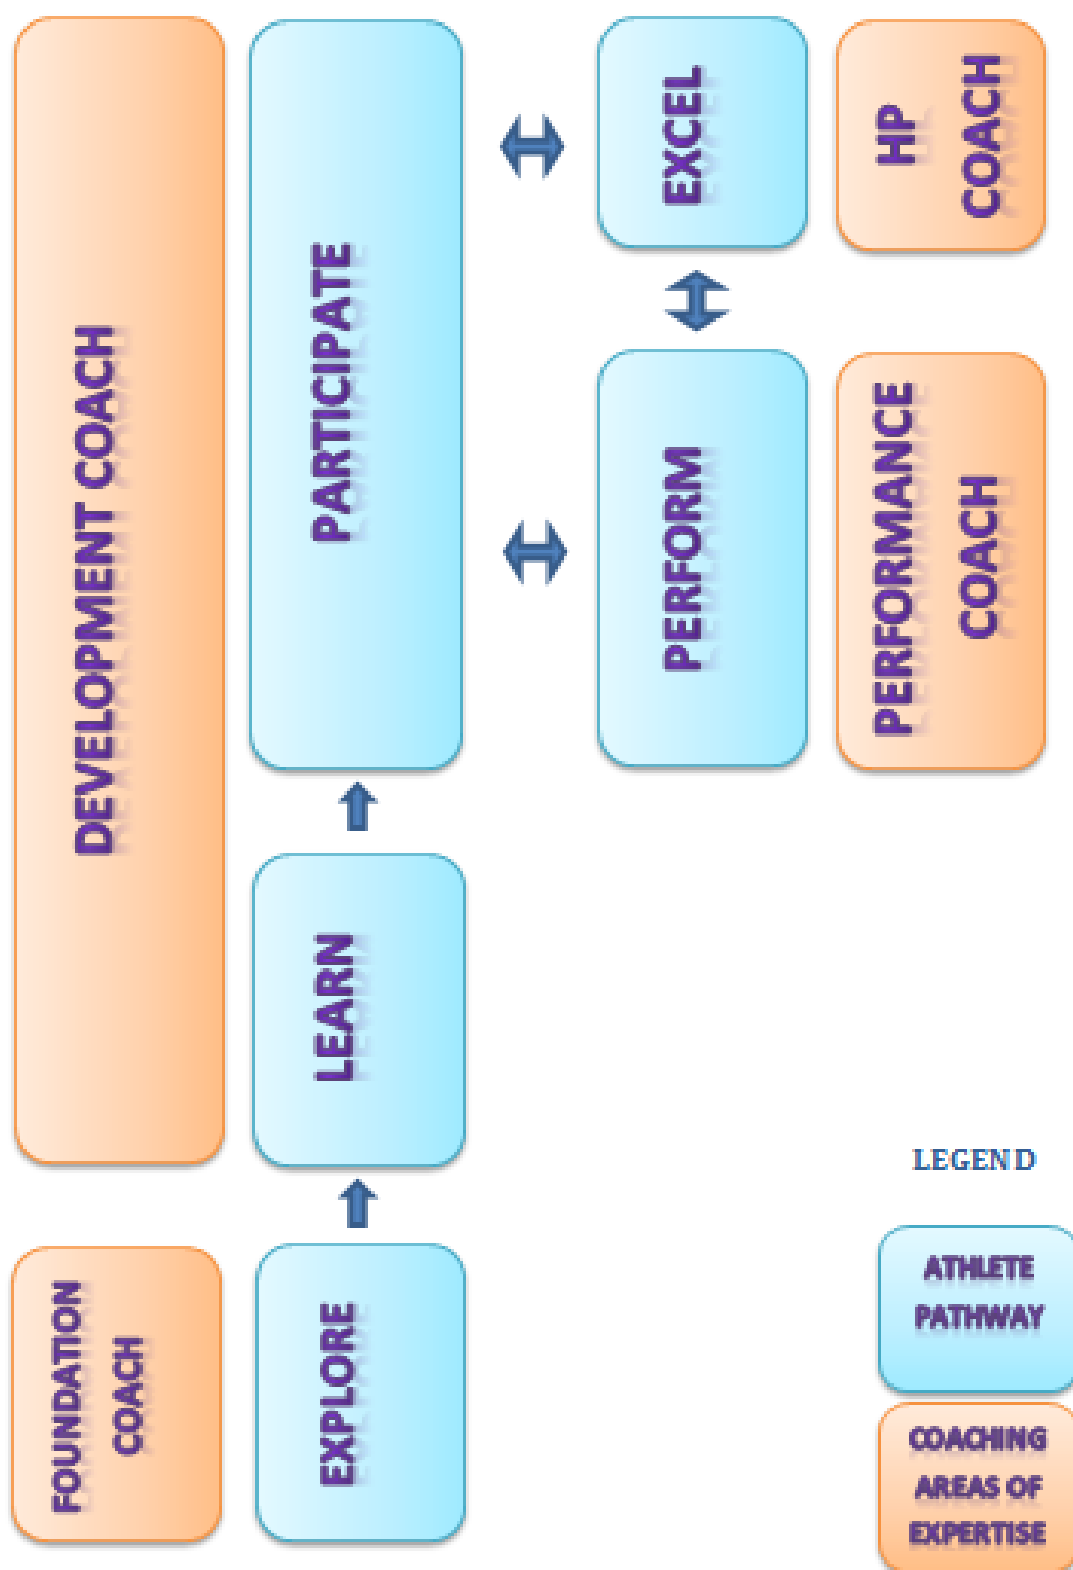 FOUNDATION
COACH
DEVELOPMENT COACH
EXPLORE
LEARN
PARTICIPATE
PERFORM
EXCEL
PERFORMANCE
COACH
HP
COACH
LEGEND
ATHLETE
PATHWAY
COACHING
AREAS OF
EXPERTISE